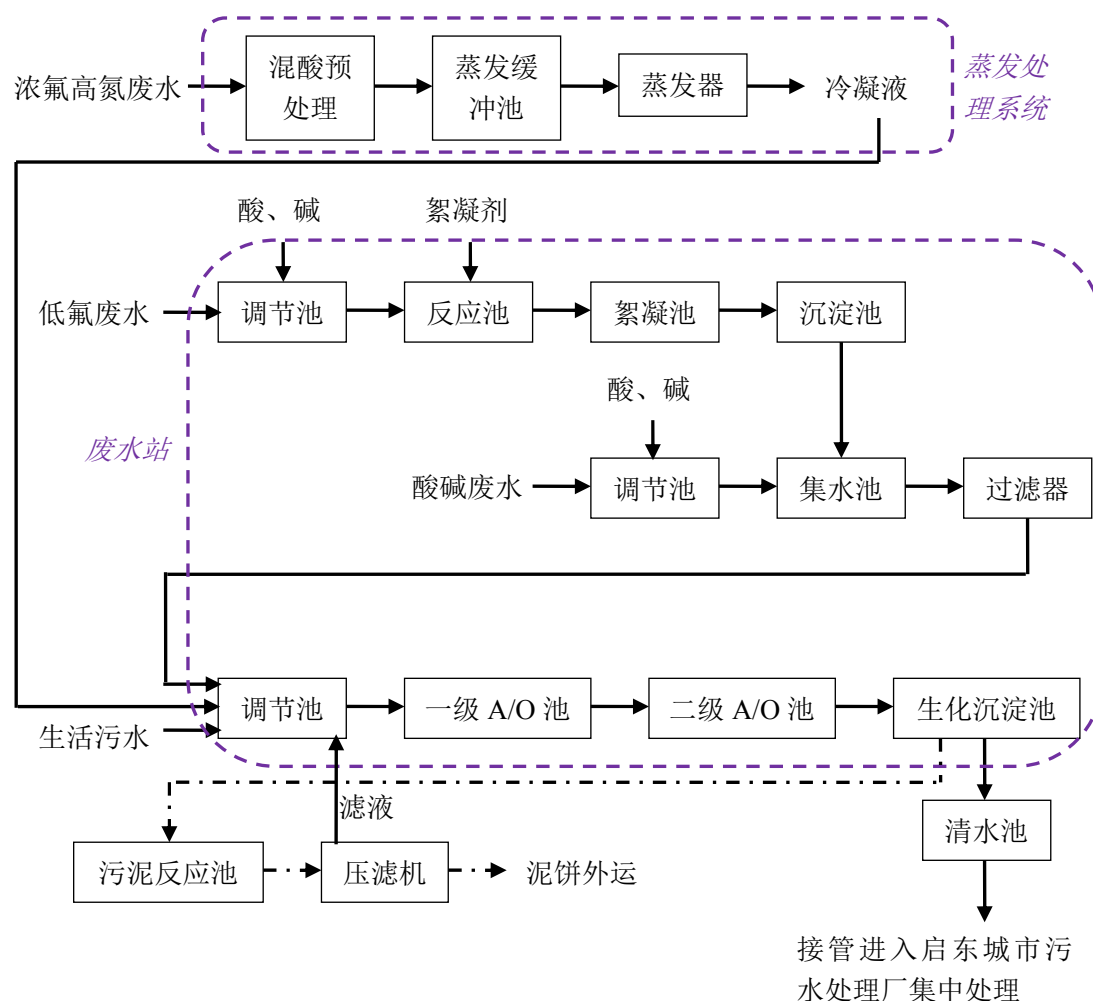 浓氟高氮废水
混酸预
处理
蒸发缓
冲池
蒸发器
冷凝液
蒸发处
理系统
酸、碱
絮凝剂
低氟废水
调节池
反应池
絮凝池
沉淀池
酸、碱
废水站
酸碱废水
调节池
集水池
过滤器
调节池
一级 A/O 池
二级 A/O 池
生化沉淀池
生活污水
滤液
清水池
污泥反应池
压滤机
泥饼外运
接管进入启东城市污
水处理厂集中处理